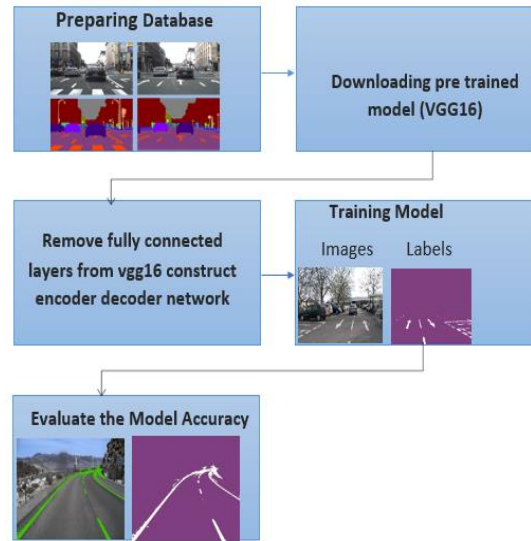 Preparing Database
Downloading pre trained
model (VGG16)
Remove fully connected
layers from vgg16 construct
encoder decoder network
Training Model
Images Labels
Evaluate the Model Accuracy